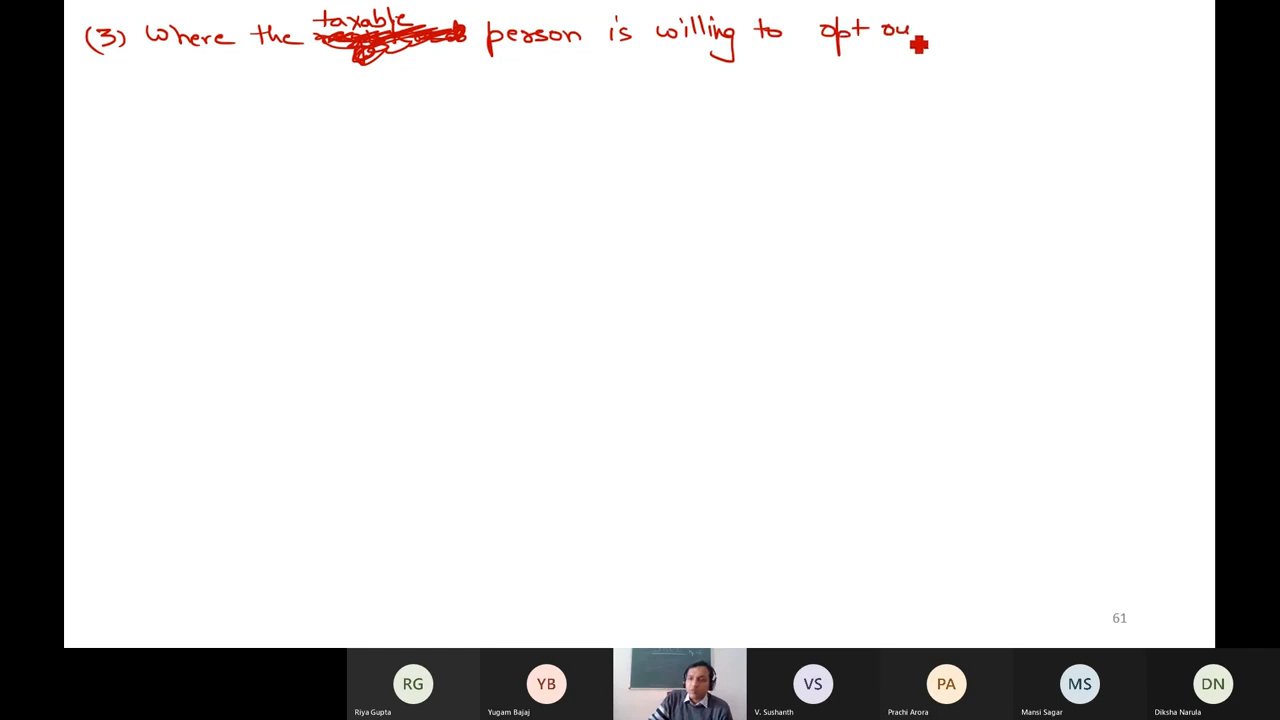 (3) Where the taxable person is willing to opt ou
61
RG YB VS PA MS DN
Riya Gupta Yugam Bajaj V. Sushanth Prachi Arora Mansi Sagar Diksha Narula